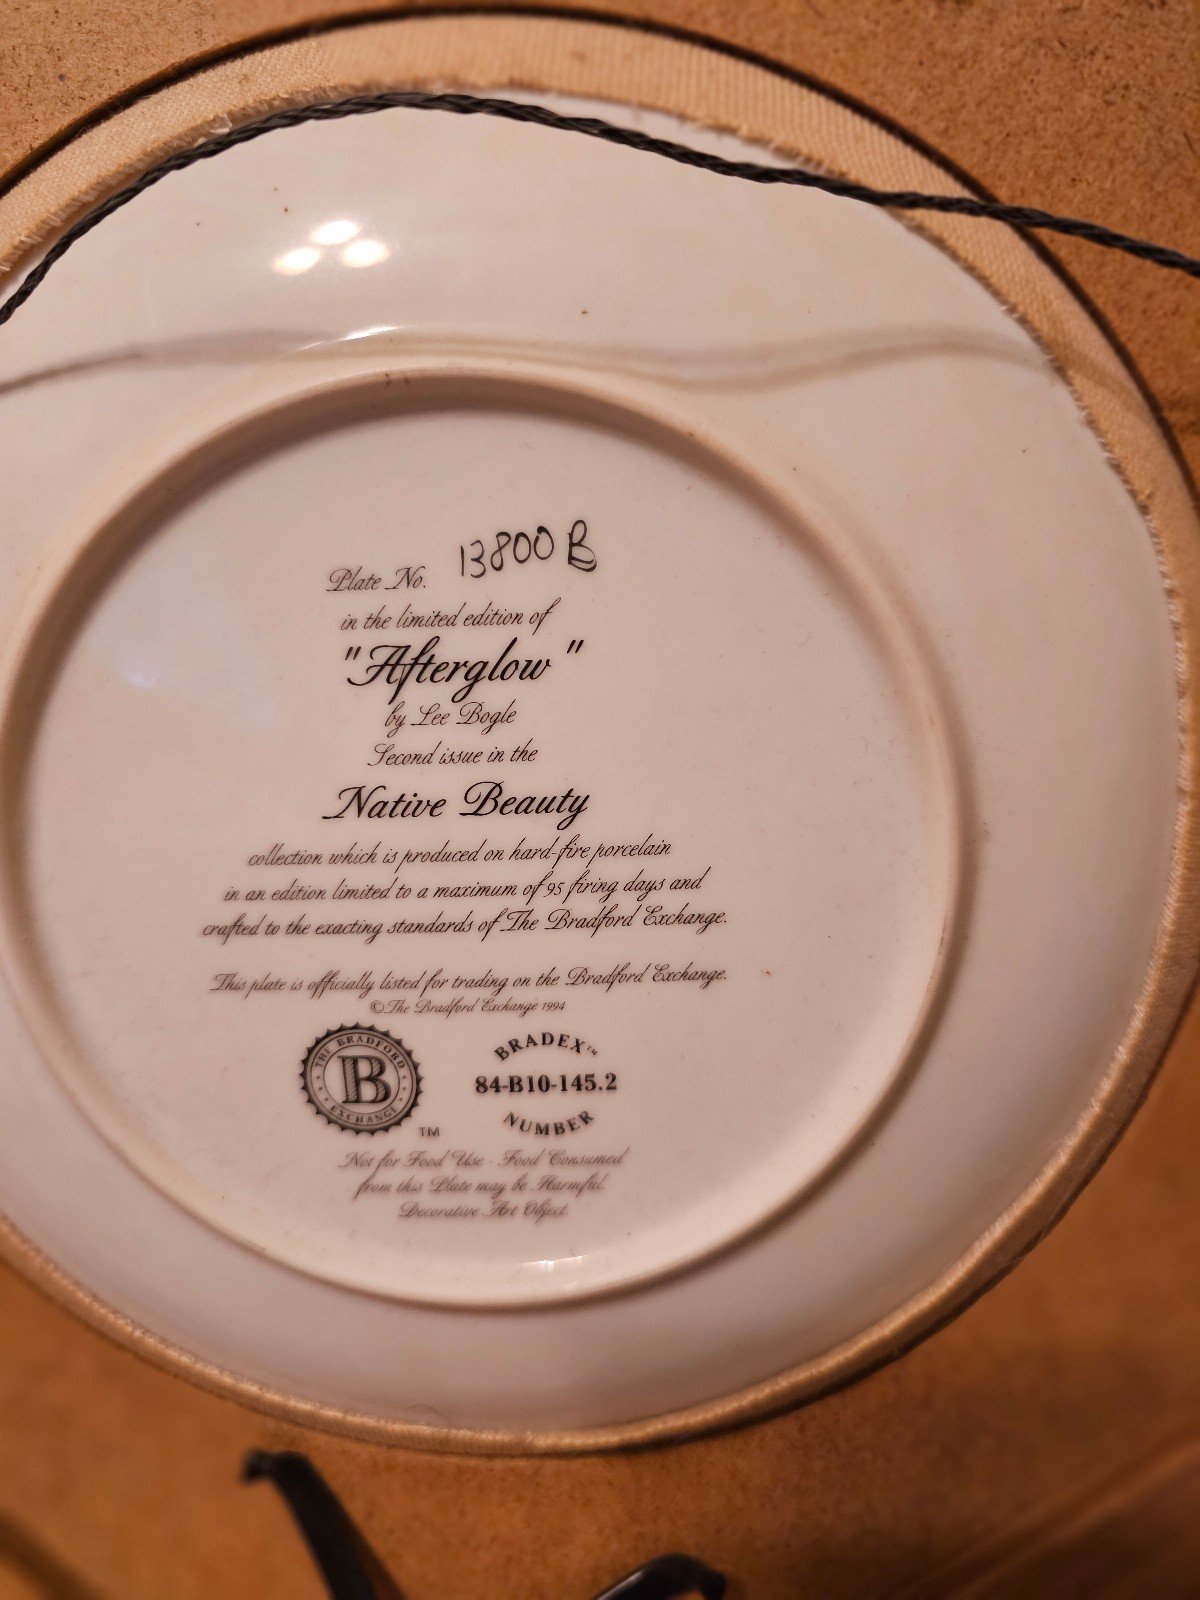 Plate No. 13800 B
in the limited edition of
"Afterglow"
by Lee Bogle
Second issue in the
Native Beauty
collection which is produced on hard-fire porcelain
in an edition limited to a maximum of 95 firing days and
crafted to the exacting standards of The Bradford Exchange.
This plate is officially listed for trading on the Bradford Exchange.
©The Bradford Exchange 1994
THE BRADFORD
B
EXCHANGE
TM
BRADEX™
84-B10-145.2
NUMBER
Not for Food Use - Food Consumed
from this Plate may be Harmful.
Decorative Art Object.